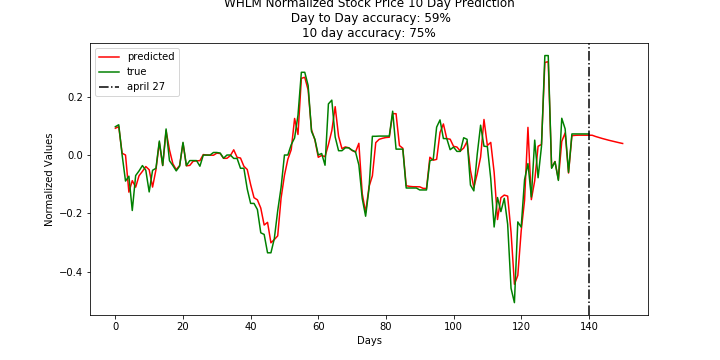 WHLM Normalized Stock Price 10 Day Prediction
Day to Day accuracy: 59%
10 day accuracy: 75%
predicted
true
april 27
Normalized Values
0.2
0.0
−0.2
−0.4
0 20 40 60 80 100 120 140
Days